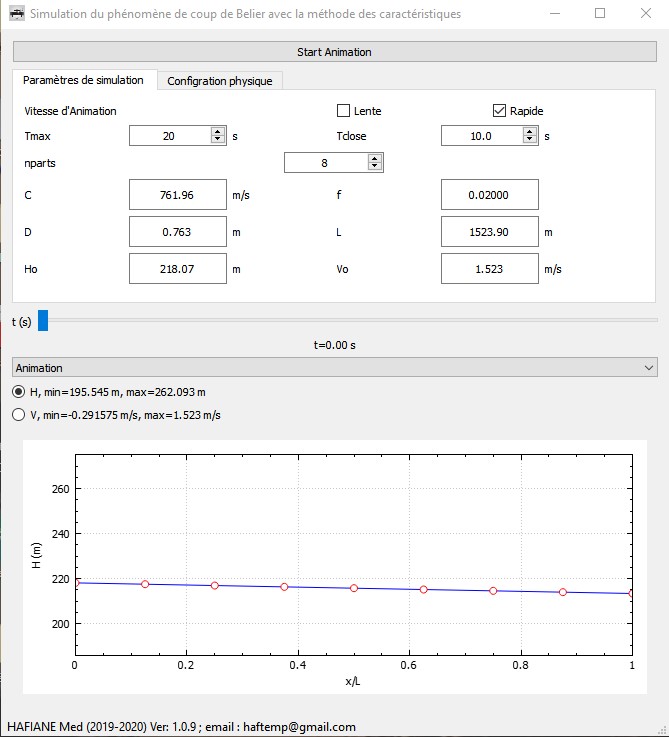 Simulation du phénomène de coup de Belier avec la méthode des caractéristiques
Start Animation
Paramètres de simulation Configration physique
Vitesse d'Animation Lente Rapide
Tmax 20 s Tclose 10.0 s
nparts 8
C 761.96 m/s f 0.02000
D 0.763 m L 1523.90 m
Ho 218.07 m Vo 1.523 m/s
t (s)
t=0.00 s
Animation
H, min=195.545 m, max=262.093 m
V, min=-0.291575 m/s, max=1.523 m/s
260
240
H (m)
220
200
0 0.2 0.4 0.6 0.8 1
x/L
HAFIANE Med (2019-2020) Ver: 1.0.9 ; email : haftemp@gmail.com